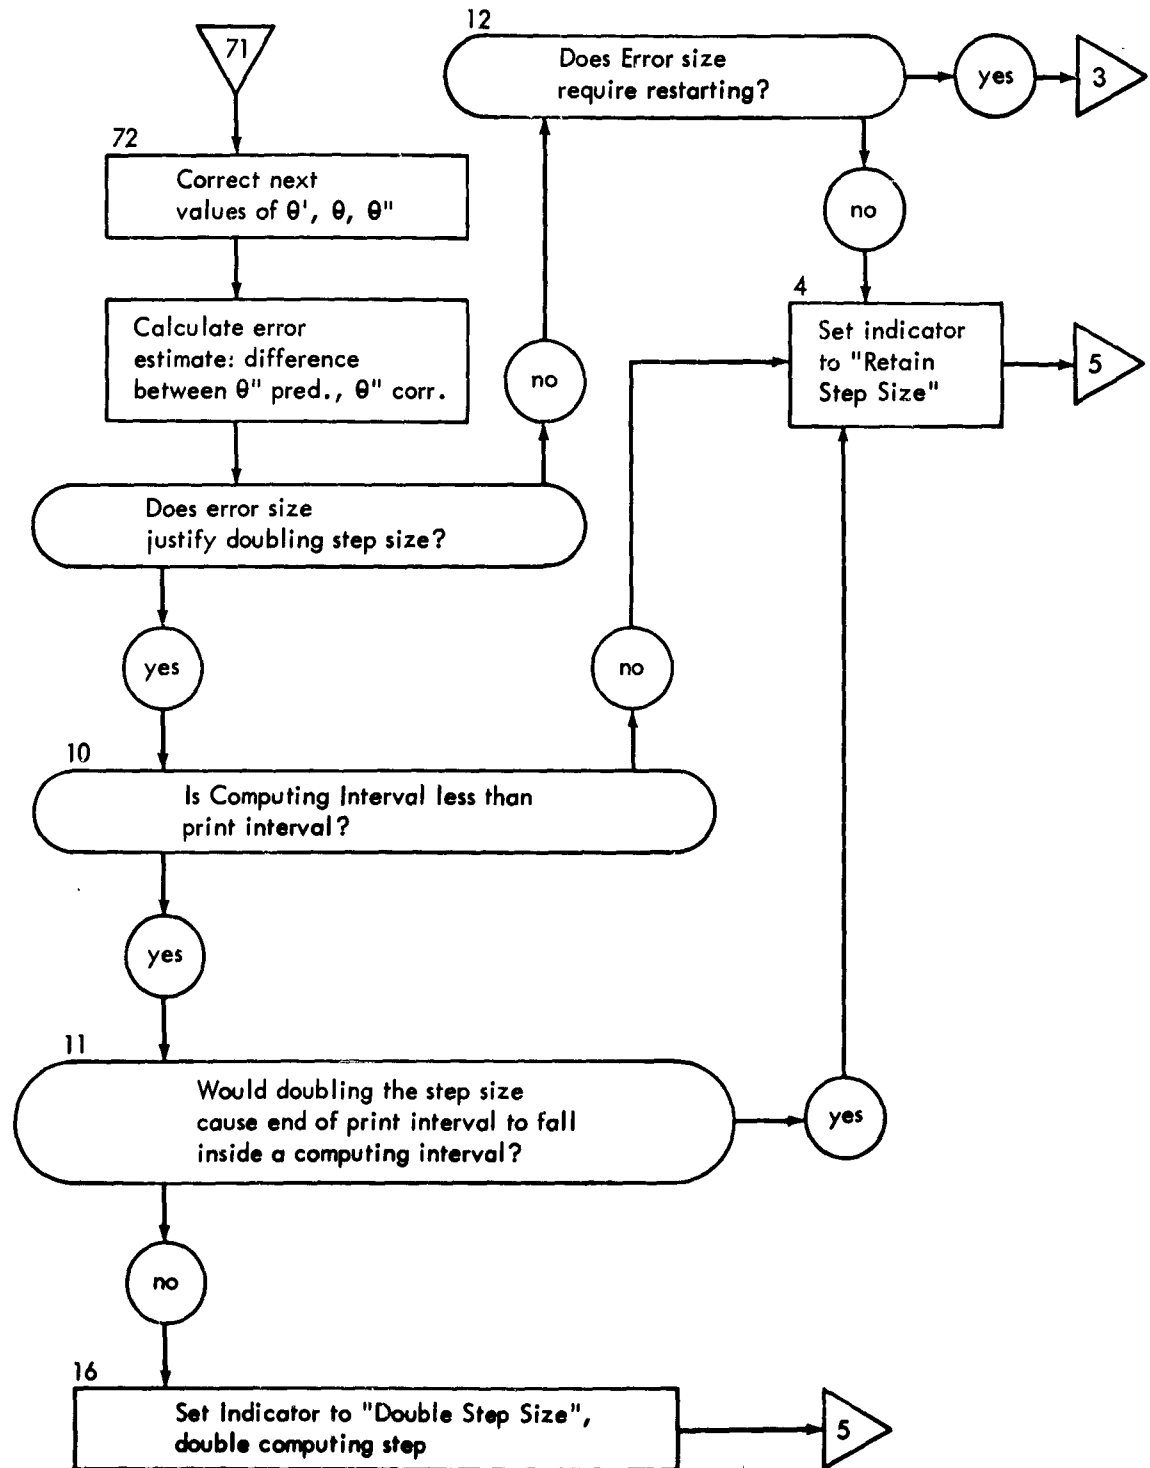 71
72
Correct next
values of θ', θ, θ"
Calculate error
estimate: difference
between θ" pred., θ" corr.
Does error size
justify doubling step size?
no
12
Does Error size
require restarting?
yes
3
no
4
Set indicator
to "Retain
Step Size"
5
yes
no
10
Is Computing Interval less than
print interval?
yes
11
Would doubling the step size
cause end of print interval to fall
inside a computing interval?
yes
no
16
Set Indicator to "Double Step Size",
double computing step
5